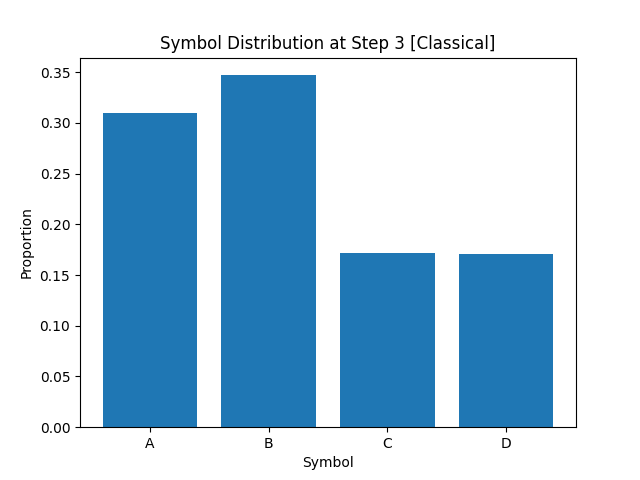 Symbol Distribution at Step 3 [Classical]
0.35
0.30
0.25
0.20
0.15
0.10
0.05
0.00
Proportion
A B C D
Symbol